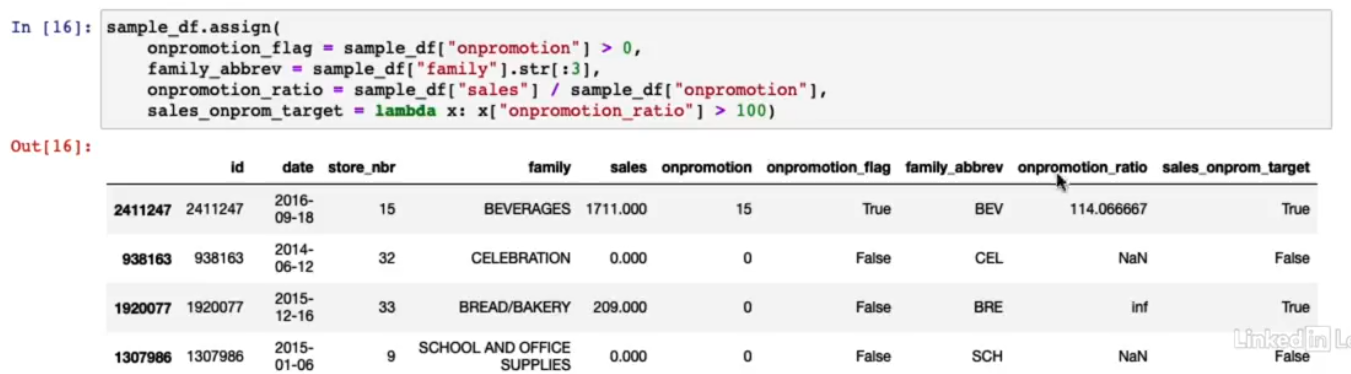 In [16]: sample_df.assign(
onpromotion_flag = sample_df["onpromotion"] > 0,
family_abbrev = sample_df["family"].str[:3],
onpromotion_ratio = sample_df["sales"] / sample_df["onpromotion"],
sales_onprom_target = lambda x: x["onpromotion_ratio"] > 100)
Out[16]:
id date store_nbr family sales onpromotion onpromotion_flag family_abbrev onpromotion_ratio sales_onprom_target
2411247 2411247 2016-09-18 15 BEVERAGES 1711.000 15 True BEV 114.066667 True
938163 938163 2014-06-12 32 CELEBRATION 0.000 0 False CEL NaN False
1920077 1920077 2015-12-16 33 BREAD/BAKERY 209.000 0 False BRE inf True
1307986 1307986 2015-01-06 9 SCHOOL AND OFFICE SUPPLIES 0.000 0 False SCH NaN False
Linked in L